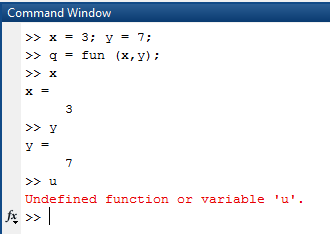 Command Window
>> x = 3; y = 7;
>> q = fun (x,y);
>> x
x =
3
>> y
y =
7
>> u
Undefined function or variable 'u'.
fx >>